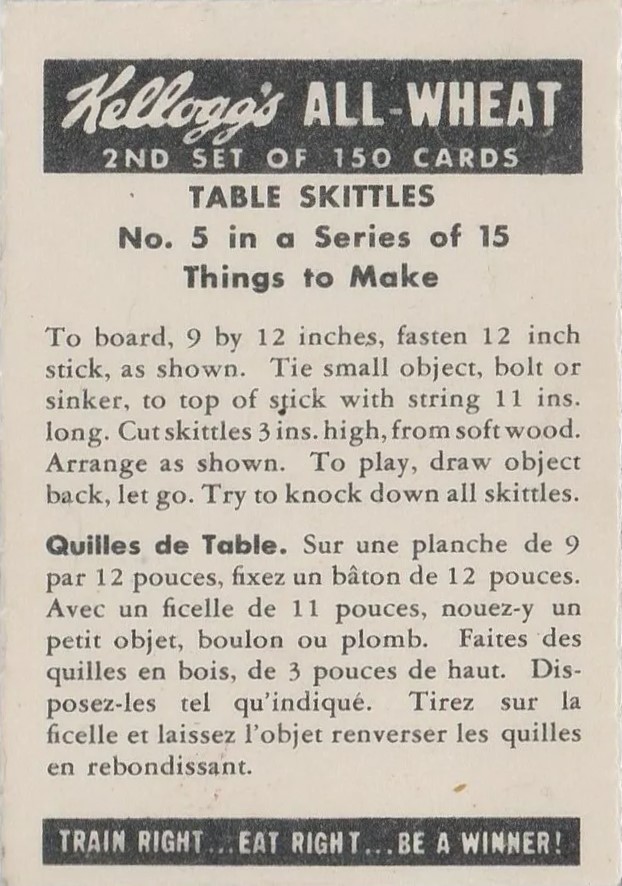 Kellogg's ALL-WHEAT
2ND SET OF 150 CARDS
TABLE SKITTLES
No. 5 in a Series of 15
Things to Make
To board, 9 by 12 inches, fasten 12 inch
stick, as shown. Tie small object, bolt or
sinker, to top of stick with string 11 ins.
long. Cut skittles 3 ins. high, from soft wood.
Arrange as shown. To play, draw object
back, let go. Try to knock down all skittles.
Quilles de Table. Sur une planche de 9
par 12 pouces, fixez un bâton de 12 pouces.
Avec un ficelle de 11 pouces, nouez-y un
petit objet, boulon ou plomb. Faites des
quilles en bois, de 3 pouces de haut. Dis-
posez-les tel qu'indiqué. Tirez sur la
ficelle et laissez l'objet renverser les quilles
en rebondissant.
TRAIN RIGHT...EAT RIGHT...BE A WINNER!